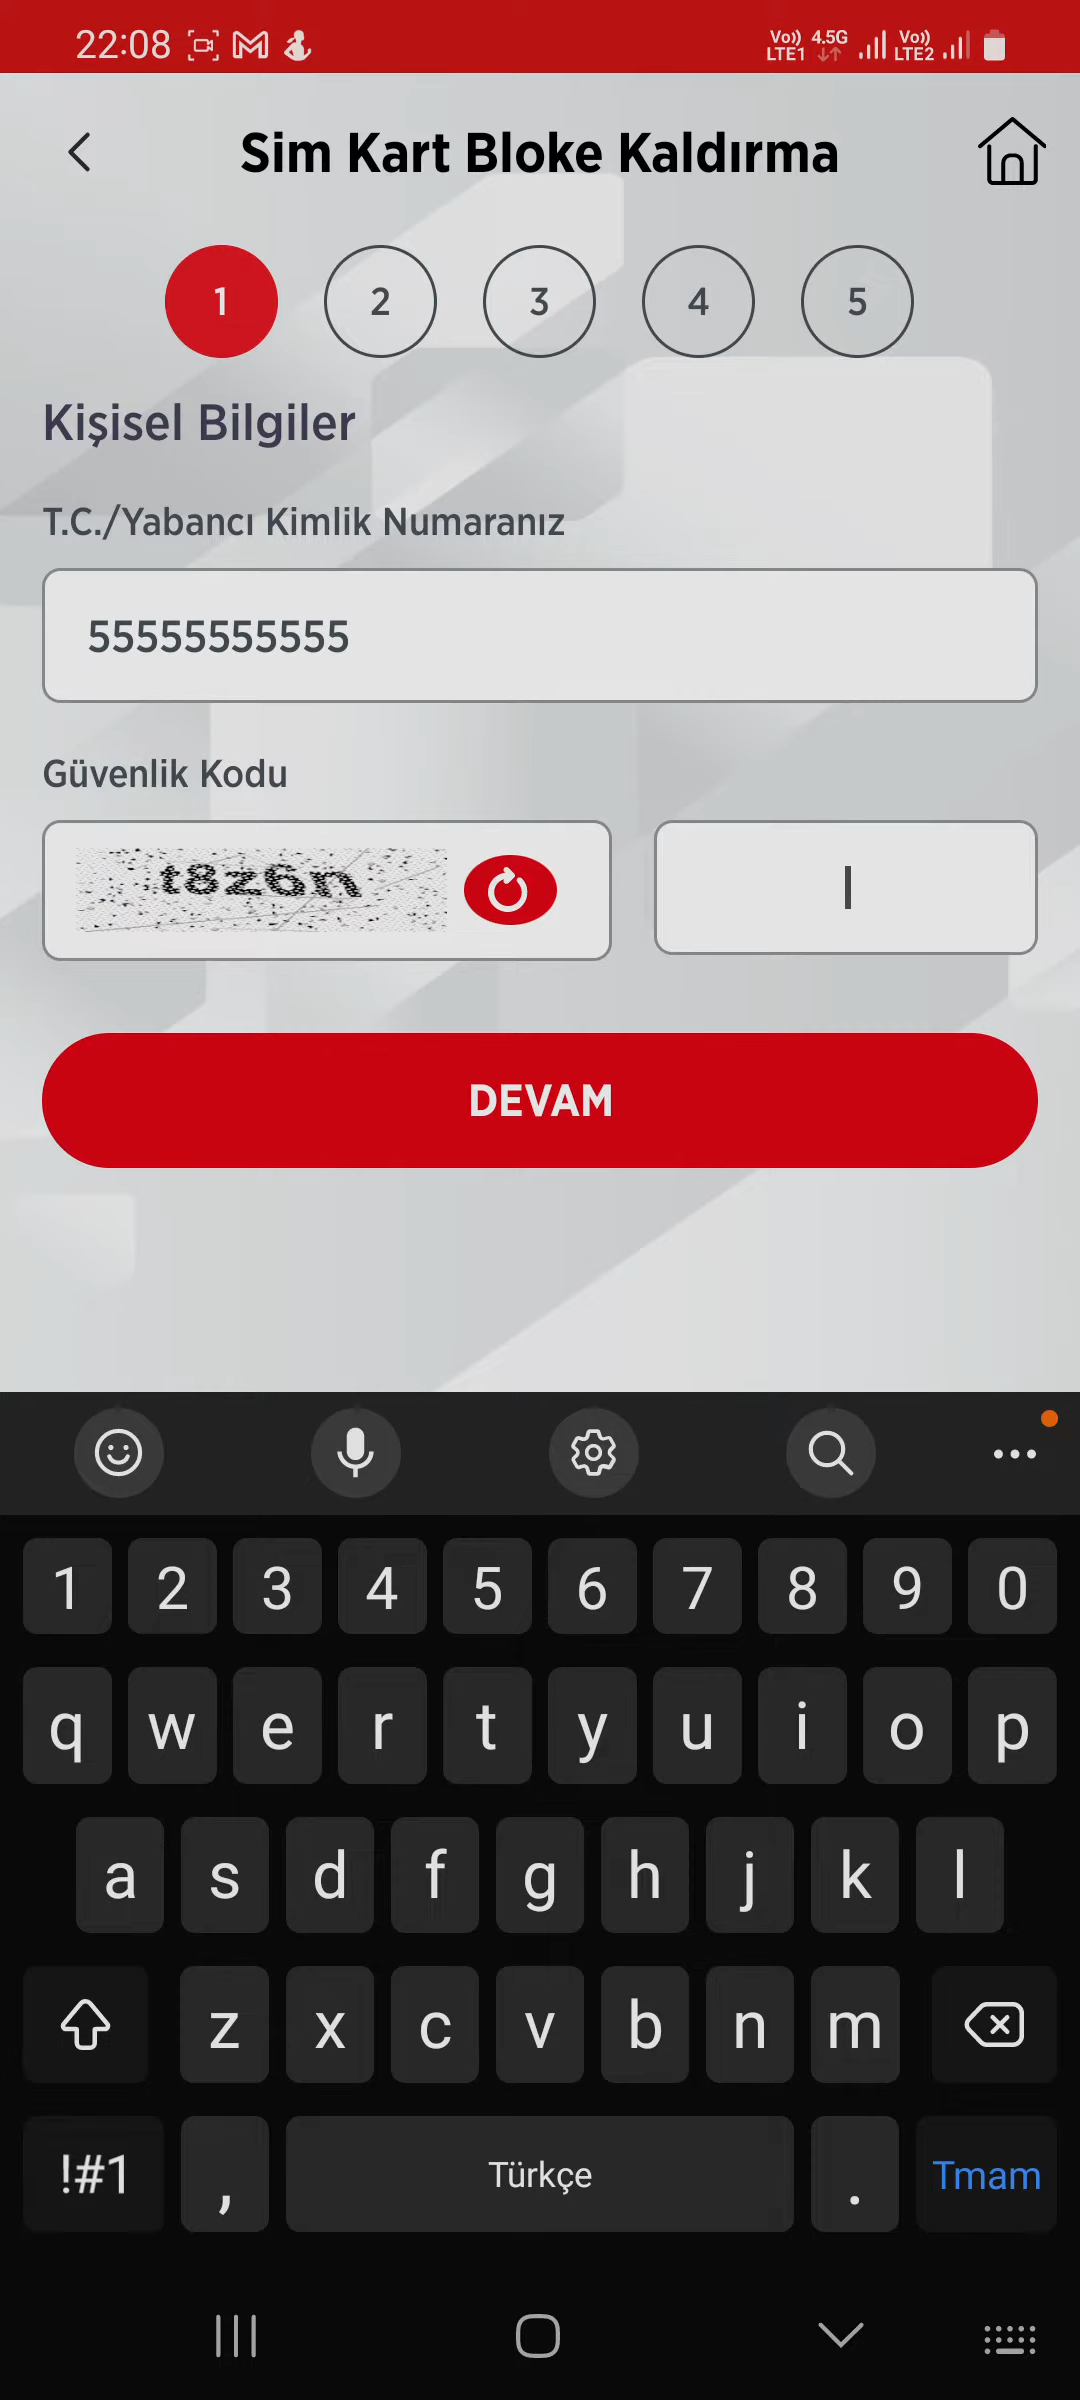 22:08
Vo)) LTE1 4.5G Vo)) LTE2
Sim Kart Bloke Kaldırma
1 2 3 4 5
Kişisel Bilgiler
T.C./Yabancı Kimlik Numaranız
55555555555
Güvenlik Kodu
t8z6n
DEVAM
1 2 3 4 5 6 7 8 9 0
q w e r t y u i o p
a s d f g h j k l
z x c v b n m
!#1 , Türkçe . Tmam